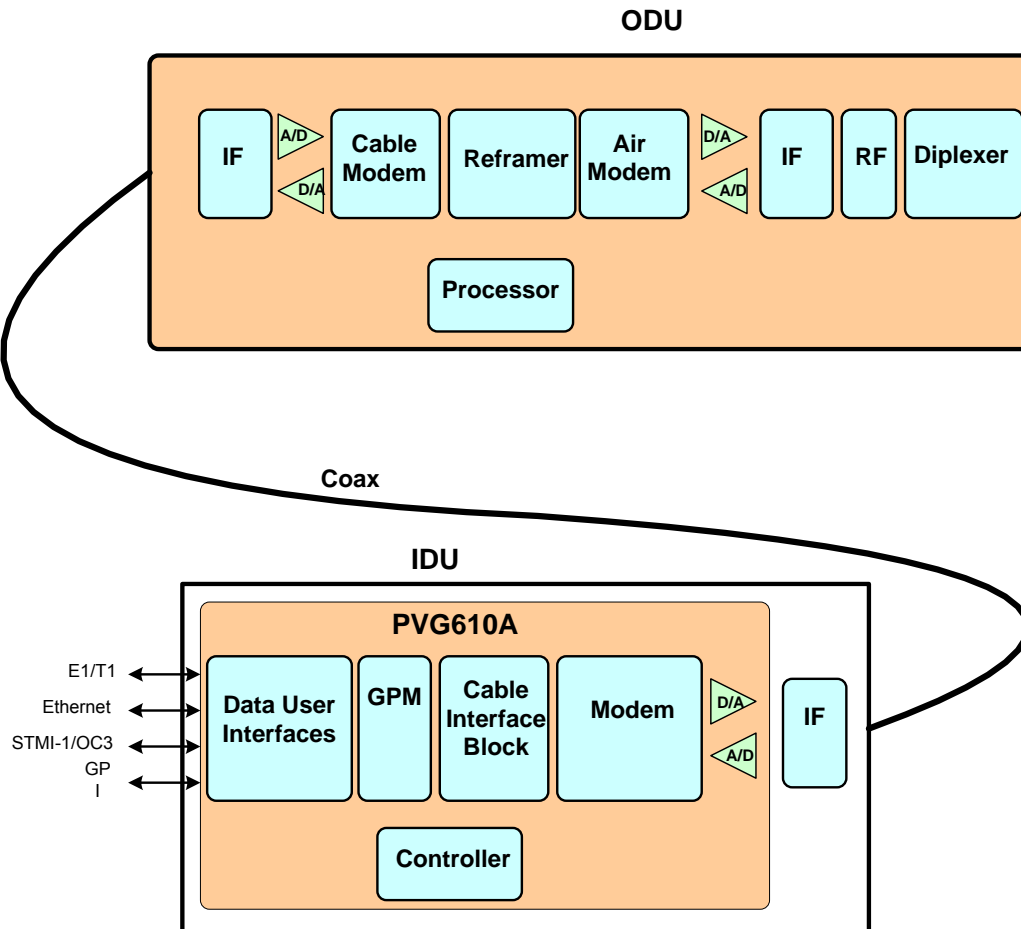 ODU
IF
A/D
D/A
Cable
Modem
Reframer
Air
Modem
D/A
A/D
IF
RF
Diplexer
Processor
Coax
IDU
PVG610A
E1/T1
Ethernet
STMI-1/OC3
GP
I
Data User
Interfaces
GPM
Cable
Interface
Block
Modem
D/A
A/D
IF
Controller